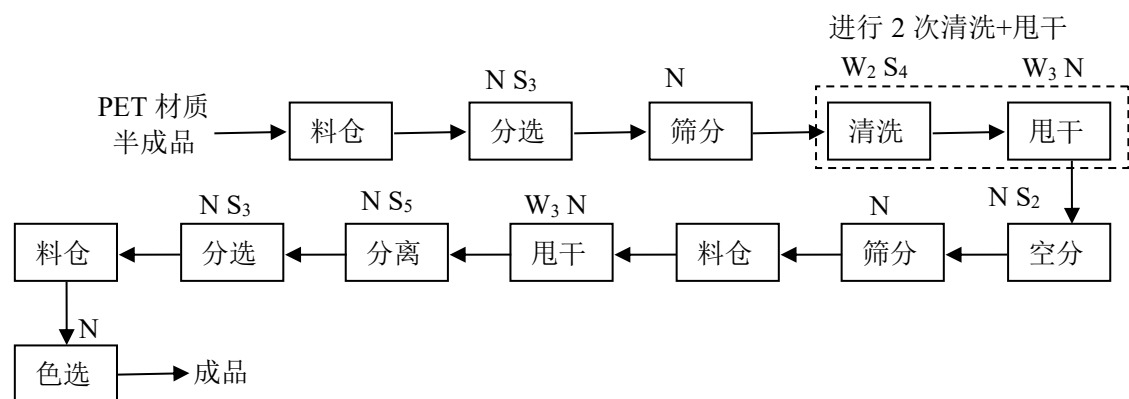 进行 2 次清洗+甩干
N S₃
N
W₂ S₄
W₃ N
PET 材质
半成品
料仓
分选
筛分
清洗
甩干
N S₃
N S₅
W₃ N
N
N S₂
料仓
分选
分离
甩干
料仓
筛分
空分
N
色选
成品